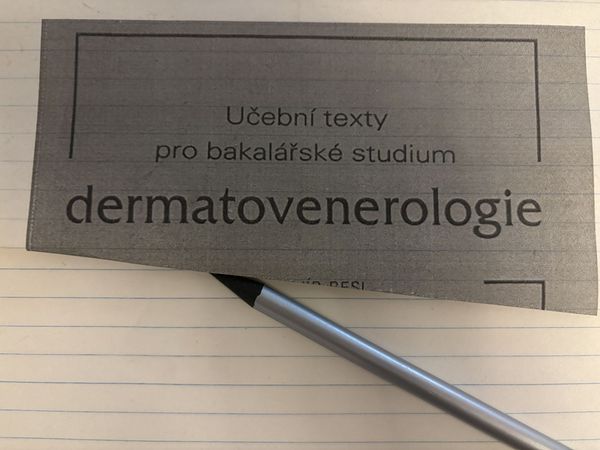 Učební texty
pro bakalářské studium
dermatovenerologie